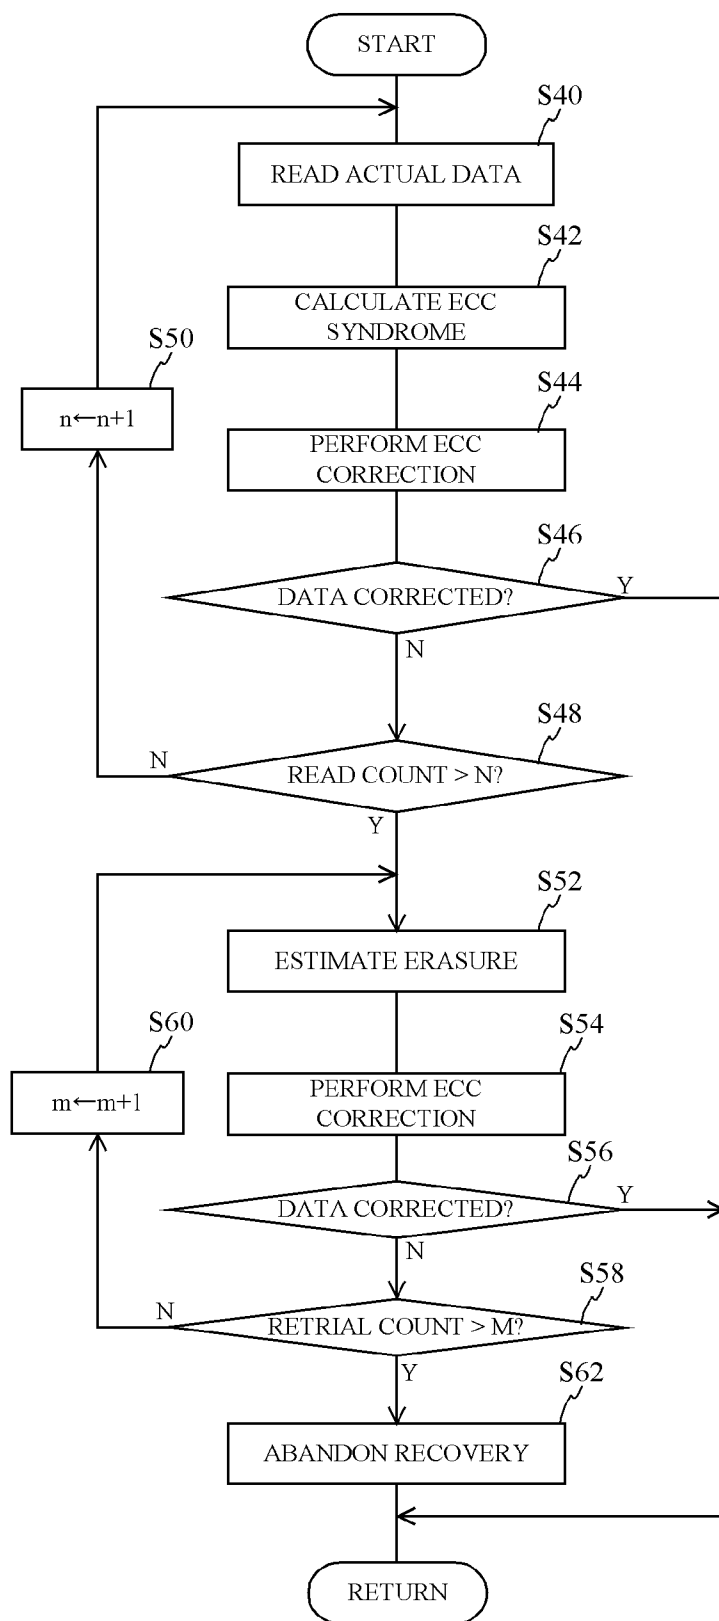 START
S40
READ ACTUAL DATA
S42
CALCULATE ECC
SYNDROME
S50
n←n+1
S44
PERFORM ECC
CORRECTION
S46
DATA CORRECTED?
Y
N
S48
READ COUNT > N?
N
Y
S52
ESTIMATE ERASURE
S60
m←m+1
S54
PERFORM ECC
CORRECTION
S56
DATA CORRECTED?
Y
N
S58
RETRIAL COUNT > M?
N
Y
S62
ABANDON RECOVERY
RETURN